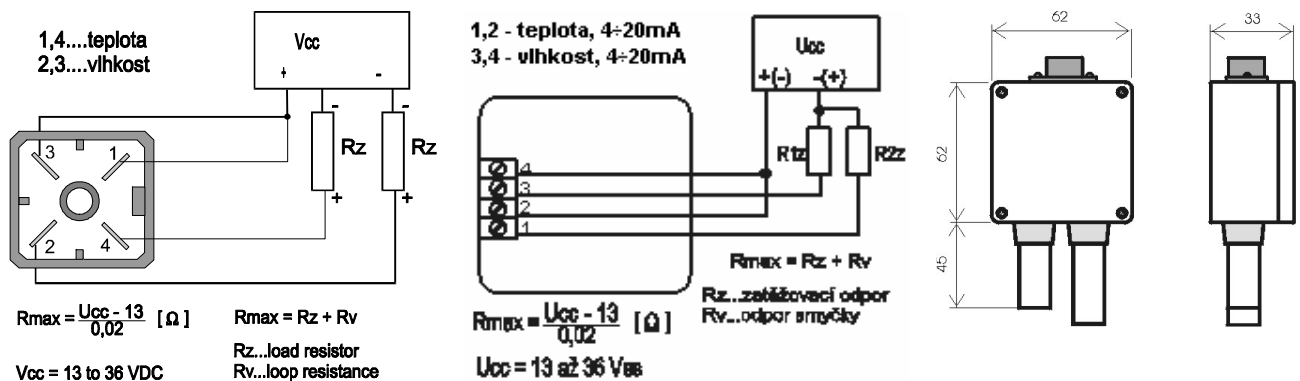 1,4....teplota
2,3....vlhkost
Vcc
+ -
- -
Rz Rz
+ +
3 1
2 4
Rmax = Ucc - 13 / 0,02 [ Ω ]
Rmax = Rz + Rv
Rz...load resistor
Vcc = 13 to 36 VDC
Rv...loop resistance
1,2 - teplota, 4÷20mA
3,4 - vlhkost, 4÷20mA
Ucc
+(-) -(+)
R1z R2z
4
3
2
1
Rmax = Rz + Rv
Rz...zatěžovací odpor
Rv...odpor smyčky
Rmax = Ucc - 13 / 0,02 [ Ω ]
Ucc = 13 až 36 Vss
62
33
62
45